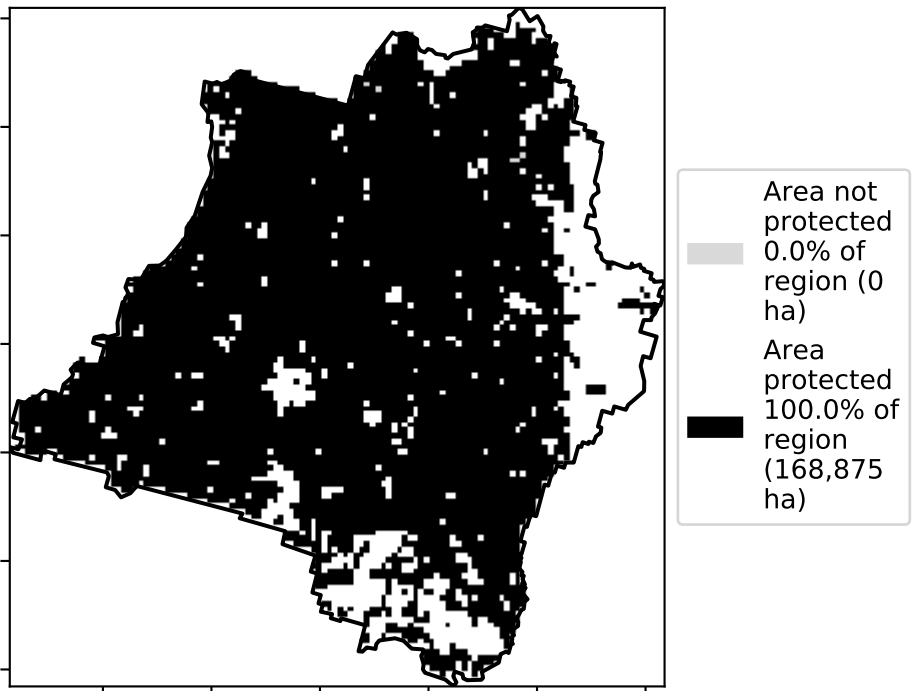 Area not
protected
0.0% of
region (0
ha)
Area
protected
100.0% of
region
(168,875
ha)